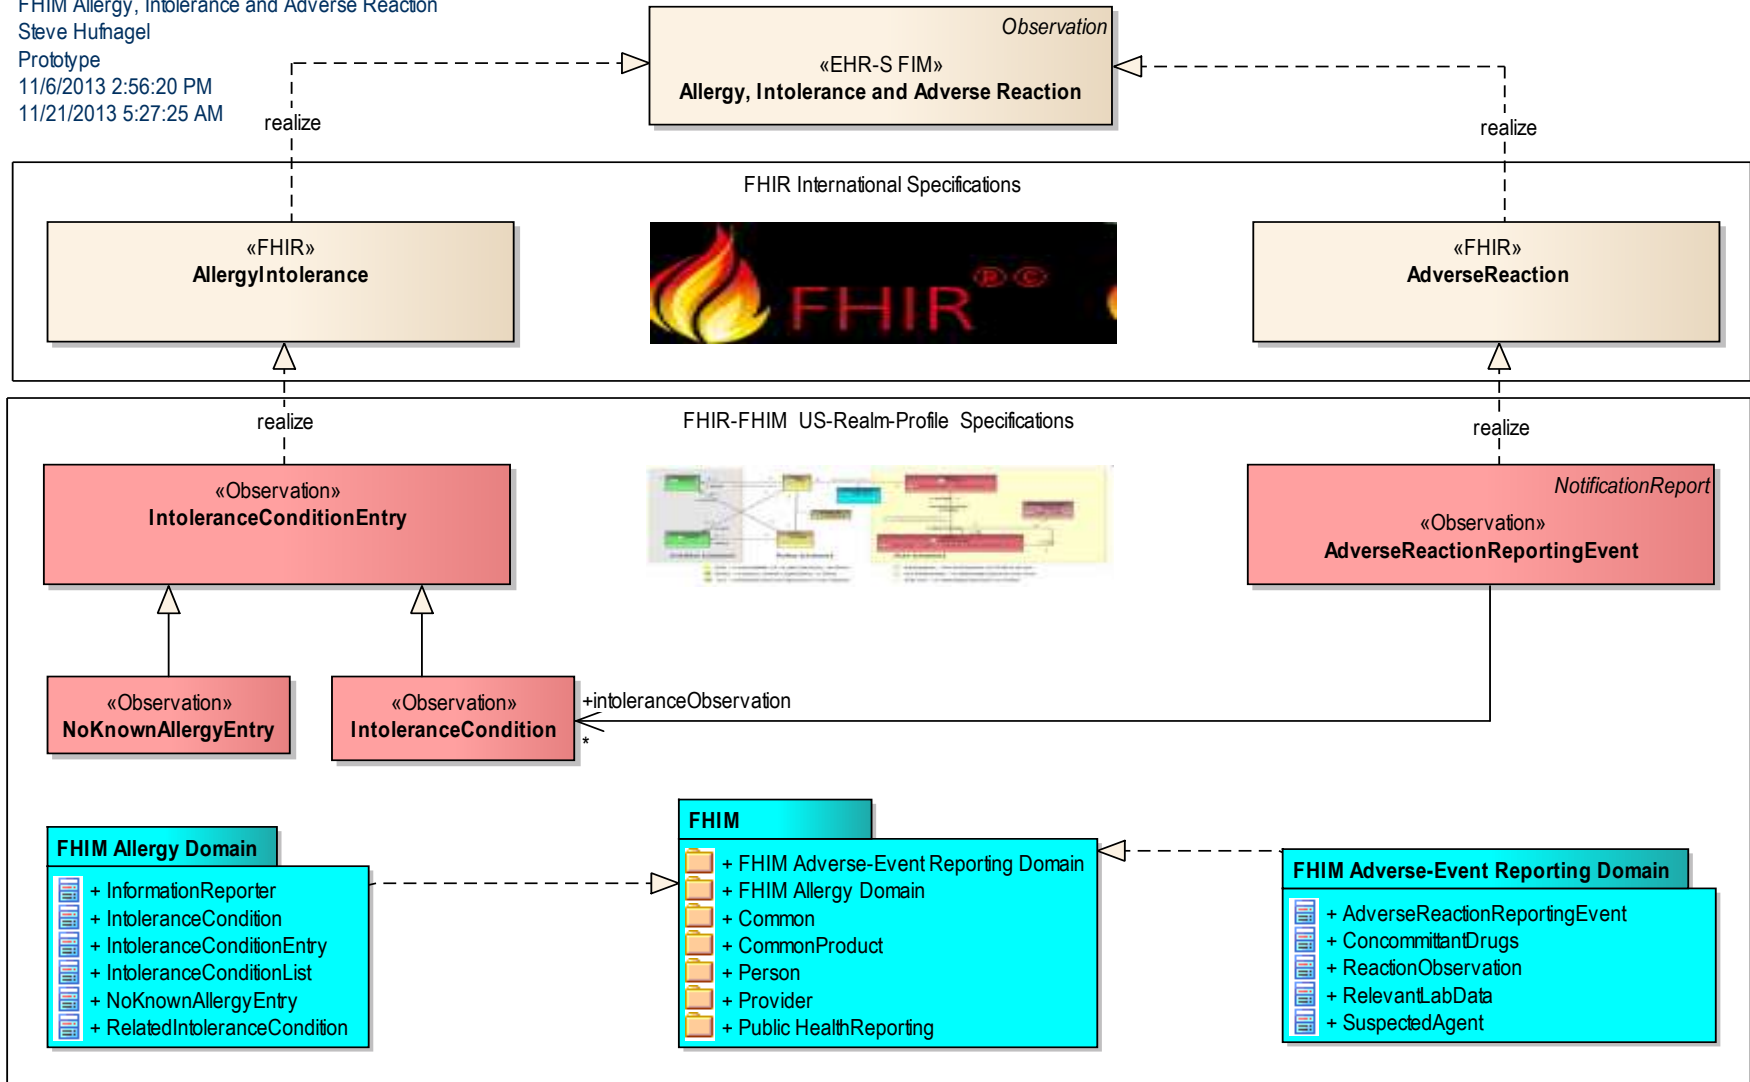 FHIM Allergy, Intolerance and Adverse Reaction
Steve Hufnagel
Prototype
11/6/2013 2:56:20 PM
11/21/2013 5:27:25 AM
Observation
«EHR-S FIM»
Allergy, Intolerance and Adverse Reaction
realize
realize
FHIR International Specifications
«FHIR»
AllergyIntolerance
FHIR ® ©
«FHIR»
AdverseReaction
realize
FHIR-FHIM US-Realm-Profile Specifications
realize
«Observation»
IntoleranceConditionEntry
NotificationReport
«Observation»
AdverseReactionReportingEvent
«Observation»
NoKnownAllergyEntry
«Observation»
IntoleranceCondition
+intoleranceObservation
*
FHIM Allergy Domain
+ InformationReporter
+ IntoleranceCondition
+ IntoleranceConditionEntry
+ IntoleranceConditionList
+ NoKnownAllergyEntry
+ RelatedIntoleranceCondition
FHIM
+ FHIM Adverse-Event Reporting Domain
+ FHIM Allergy Domain
+ Common
+ CommonProduct
+ Person
+ Provider
+ Public HealthReporting
FHIM Adverse-Event Reporting Domain
+ AdverseReactionReportingEvent
+ ConcommittantDrugs
+ ReactionObservation
+ RelevantLabData
+ SuspectedAgent